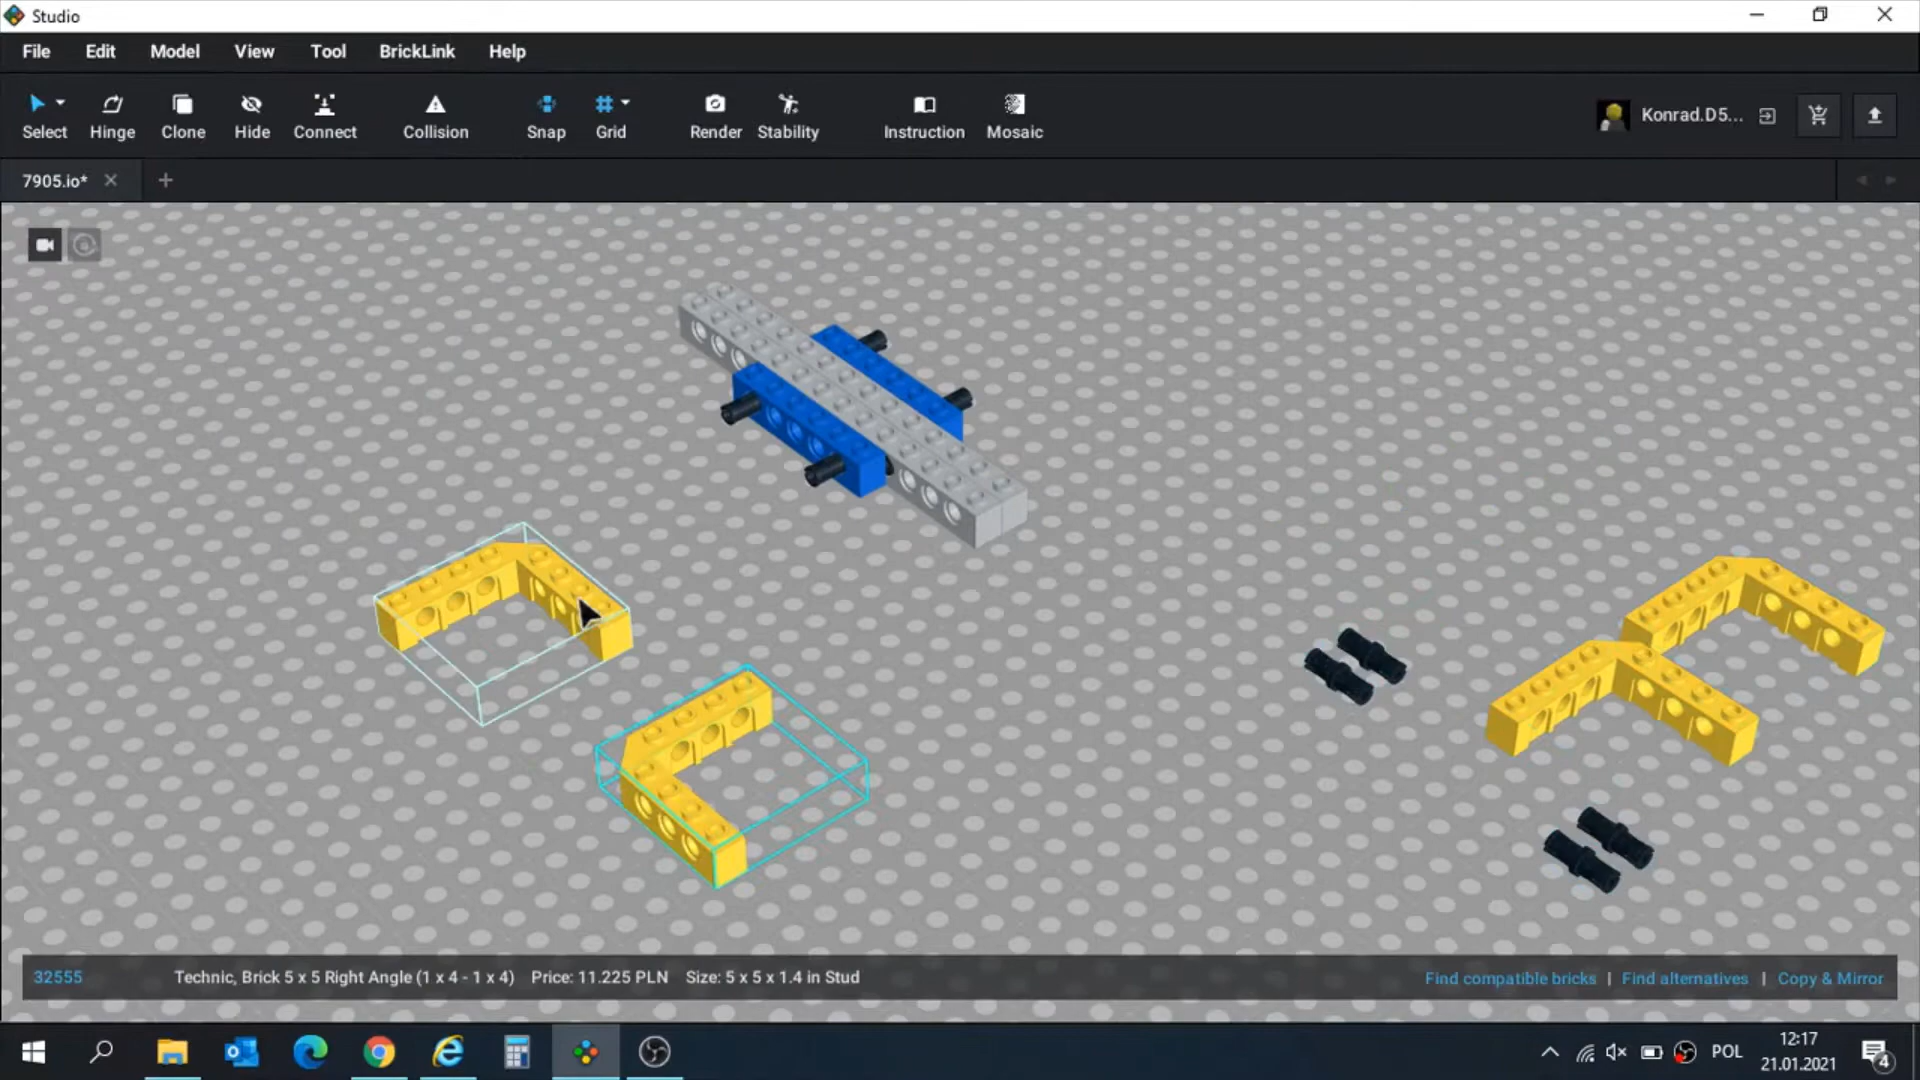 Studio
File Edit Model View Tool BrickLink Help
Select Hinge Clone Hide Connect Collision Snap Grid Render Stability Instruction Mosaic
Konrad.D5...
7905.io*
32555 Technic, Brick 5 x 5 Right Angle (1 x 4 - 1 x 4) Price: 11.225 PLN Size: 5 x 5 x 1.4 in Stud Find compatible bricks | Find alternatives | Copy & Mirror
POL
12:17
21.01.2021
4